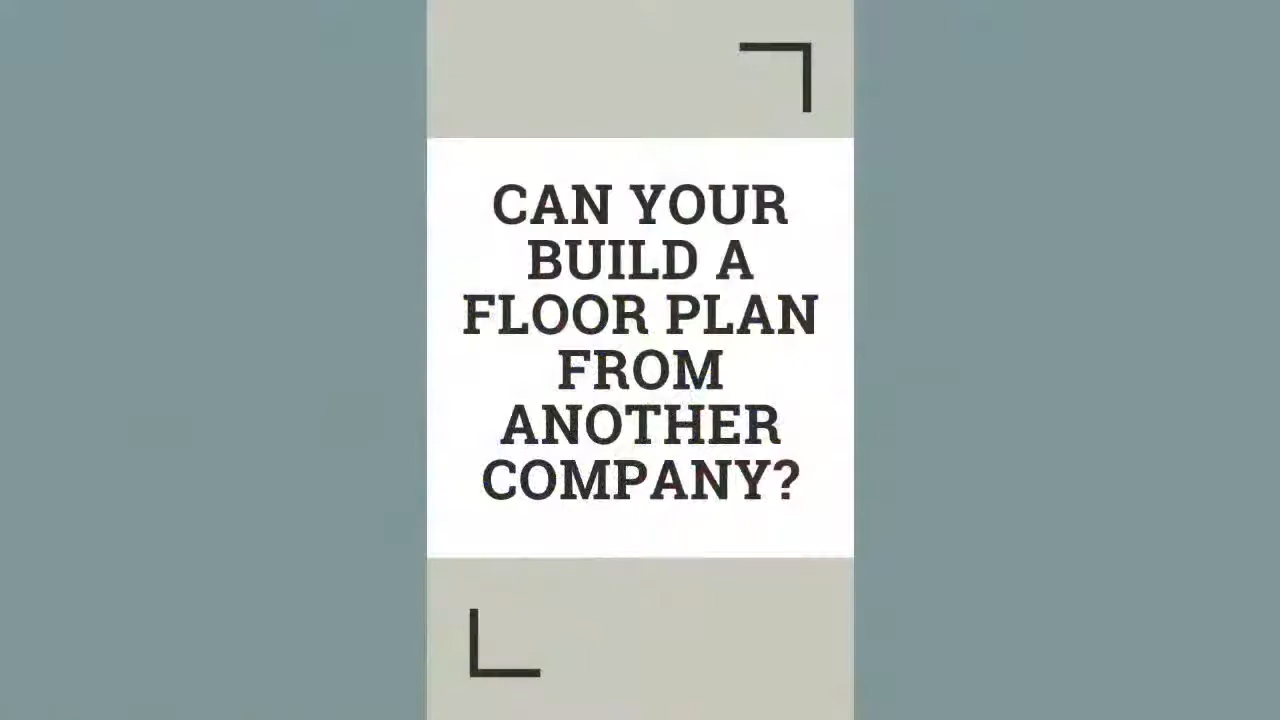 CAN YOUR
BUILD A
FLOOR PLAN
FROM
ANOTHER
COMPANY?